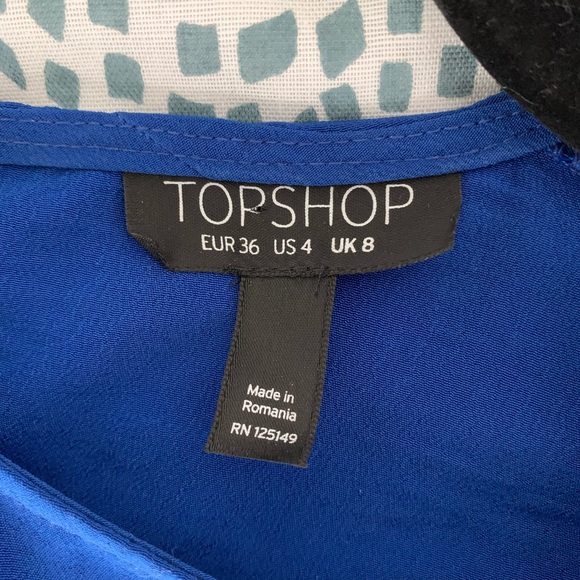 TOPSHOP
EUR 36 US 4 UK 8
Made in
Romania
RN 125149